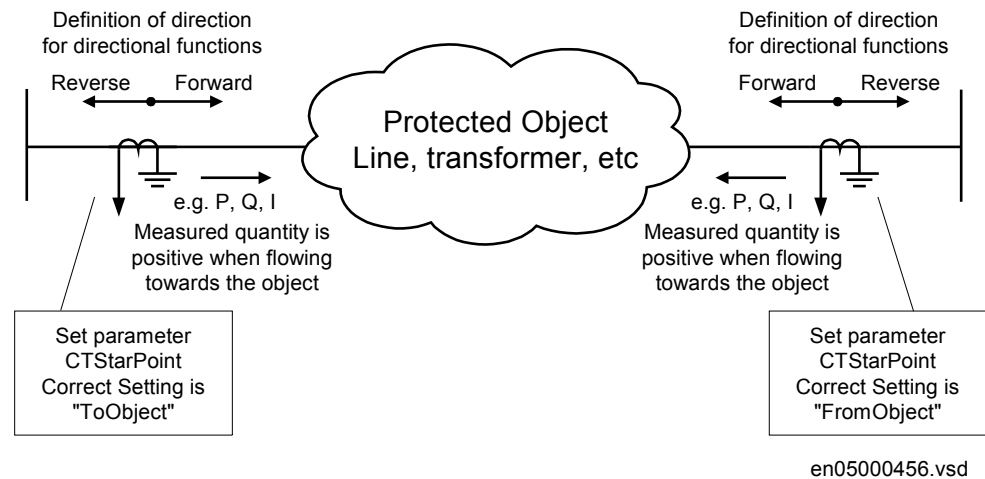 Definition of direction
for directional functions
Reverse
Forward
Definition of direction
for directional functions
Forward
Reverse
Protected Object
Line, transformer, etc
e.g. P, Q, I
Measured quantity is
positive when flowing
towards the object
e.g. P, Q, I
Measured quantity is
positive when flowing
towards the object
Set parameter
CTStarPoint
Correct Setting is
"ToObject"
Set parameter
CTStarPoint
Correct Setting is
"FromObject"
en05000456.vsd